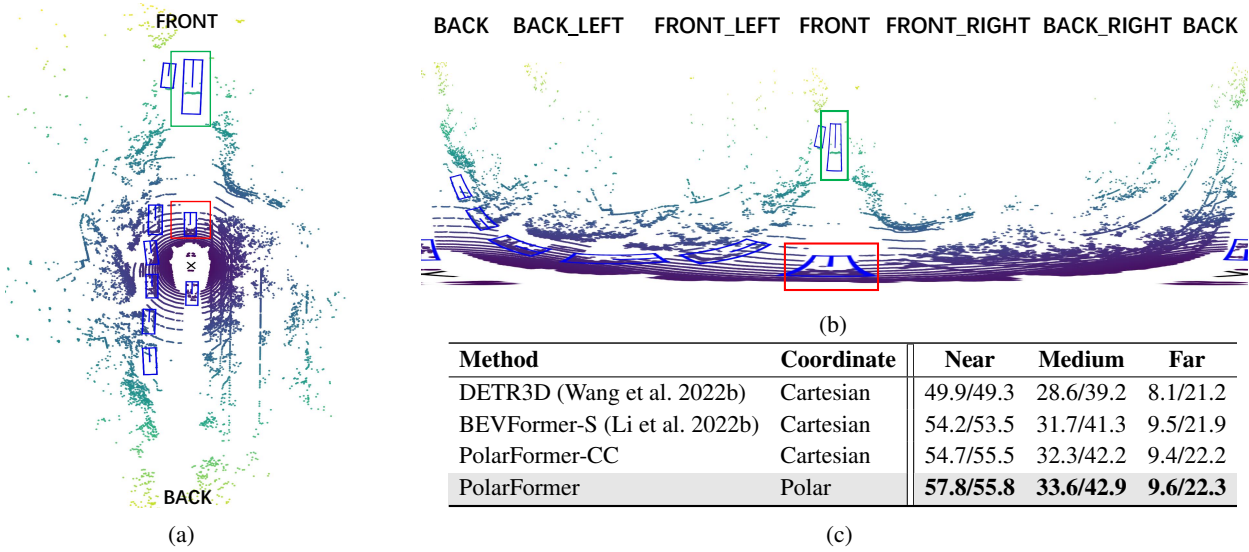 FRONT
BACK
(a)
BACK BACK_LEFT FRONT_LEFT FRONT FRONT_RIGHT BACK_RIGHT BACK
(b)
Method Coordinate Near Medium Far
DETR3D (Wang et al. 2022b) Cartesian 49.9/49.3 28.6/39.2 8.1/21.2
BEVFormer-S (Li et al. 2022b) Cartesian 54.2/53.5 31.7/41.3 9.5/21.9
PolarFormer-CC Cartesian 54.7/55.5 32.3/42.2 9.4/22.2
PolarFormer Polar 57.8/55.8 33.6/42.9 9.6/22.3
(c)